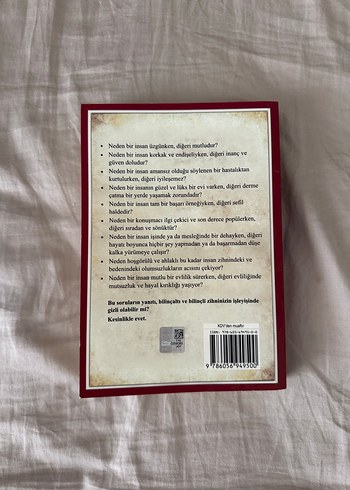 • Neden bir insan üzgünken, diğeri mutludur?
• Neden bir insan korkak ve endişeliyken, diğeri inanç ve
güven doludur?
• Neden bir insan amansız olduğu söylenen bir hastalıktan
kurtulurken, diğeri iyileşemez?
• Neden bir insanın güzel ve lüks bir evi varken, diğeri derme
çatma bir yerde yaşamak zorundadır?
• Neden bir insan tam bir başarı örneğiyken, diğeri sefil
haldedir?
• Neden bir konuşmacı ilgi çekici ve son derece popülerken,
diğeri sıradan ve sönüktür?
• Neden bir insan işinde ya da mesleğinde bir dehayken, diğeri
hayatı boyunca hiçbir şey yapmadan ya da başarmadan düşe
kalka yürümeye çalışır?
• Neden hoşgörülü ve ahlaklı bu kadar insan zihnindeki ve
bedenindeki olumsuzlukların acısını çekiyor?
• Neden bir insan mutlu bir evlilik sürerken, diğeri evliliğinde
mutsuzluk ve hayal kırıklığı yaşıyor?
Bu soruların yanıtı, bilinçaltı ve bilinçli zihninizin işleyişinde
gizli olabilir mi?
Kesinlikle evet.
KDV'den muaftır
9 786056 949500